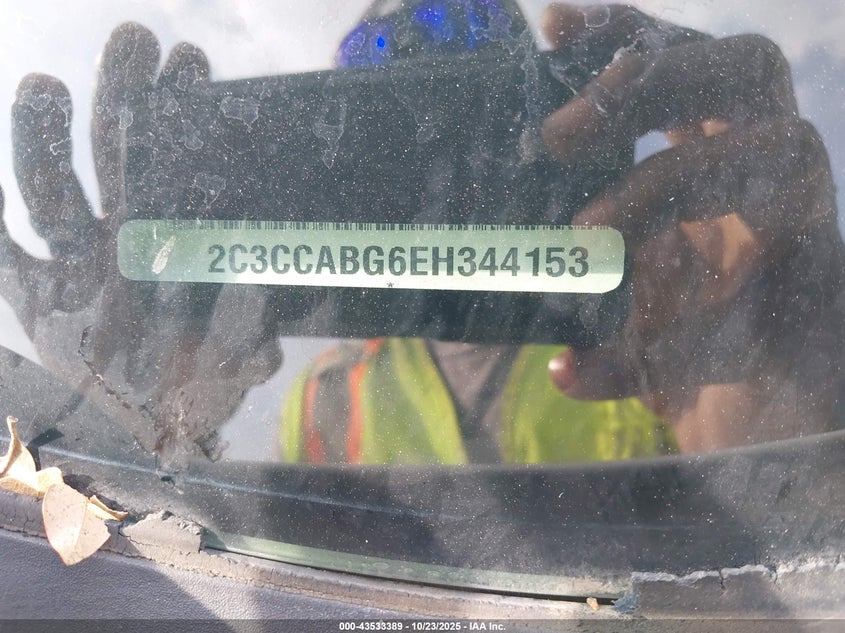 2C3CCABG6EH344153
*
000-43533389 - 10/23/2025 - IAA Inc.